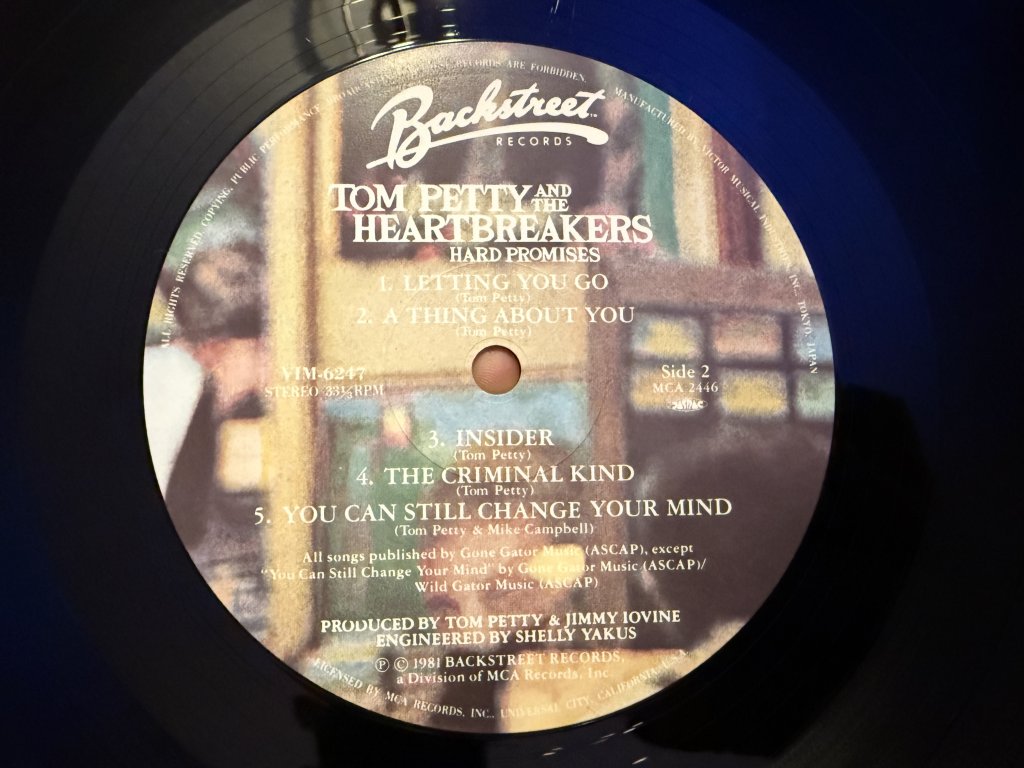 RECORDS ARE FORBIDDEN.
MANUFACTURED BY VICTOR MUSICAL INDUSTRIES, INC., TOKYO, JAPAN
ALL RIGHTS RESERVED. COPYING, PUBLIC PERFORMANCE,
Backstreet™
RECORDS
TOM PETTY AND THE
HEARTBREAKERS
HARD PROMISES
1. LETTING YOU GO
(Tom Petty)
2. A THING ABOUT YOU
(Tom Petty)
VIM-6247
STEREO 33⅓RPM
Side 2
MCA 2446
3. INSIDER
(Tom Petty)
4. THE CRIMINAL KIND
(Tom Petty)
5. YOU CAN STILL CHANGE YOUR MIND
(Tom Petty & Mike Campbell)
All songs published by Gone Gator Music (ASCAP), except
"You Can Still Change Your Mind" by Gone Gator Music (ASCAP)/
Wild Gator Music (ASCAP)
PRODUCED BY TOM PETTY & JIMMY IOVINE
ENGINEERED BY SHELLY YAKUS
Ⓟ © 1981 BACKSTREET RECORDS,
a Division of MCA Records, Inc.
LICENSED BY MCA RECORDS, INC., UNIVERSAL CITY, CALIFORNIA, U.S.A.